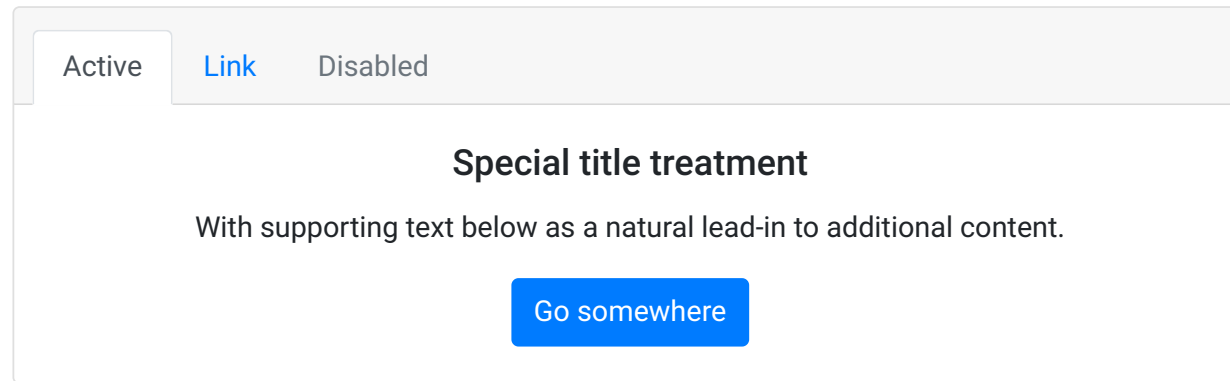 Active Link Disabled
Special title treatment
With supporting text below as a natural lead-in to additional content.
Go somewhere